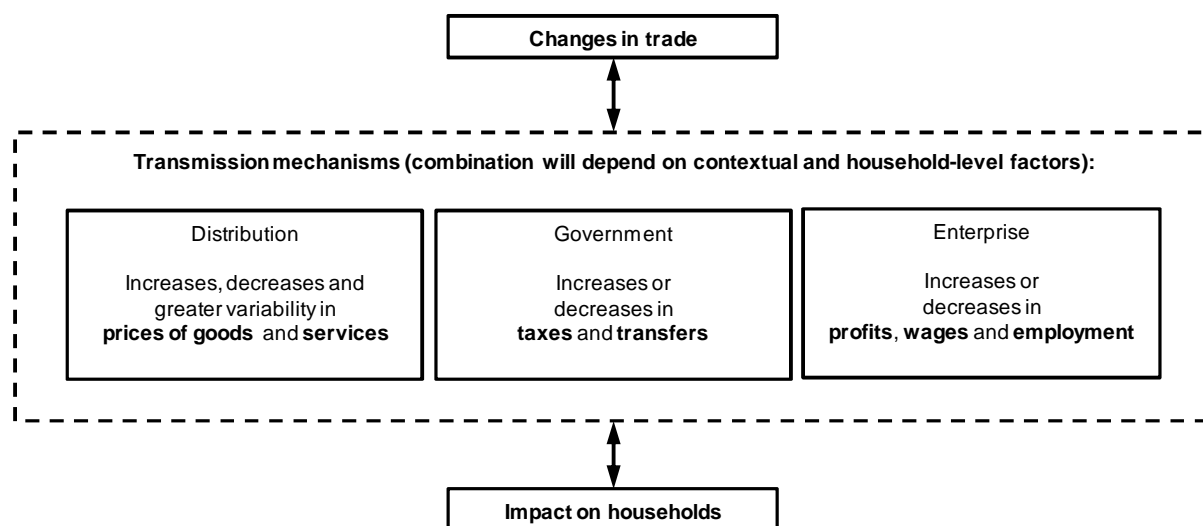 Changes in trade
Transmission mechanisms (combination will depend on contextual and household-level factors):
Distribution
Increases, decreases and
greater variability in
prices of goods and services
Government
Increases or
decreases in
taxes and transfers
Enterprise
Increases or
decreases in
profits, wages and employment
Impact on households